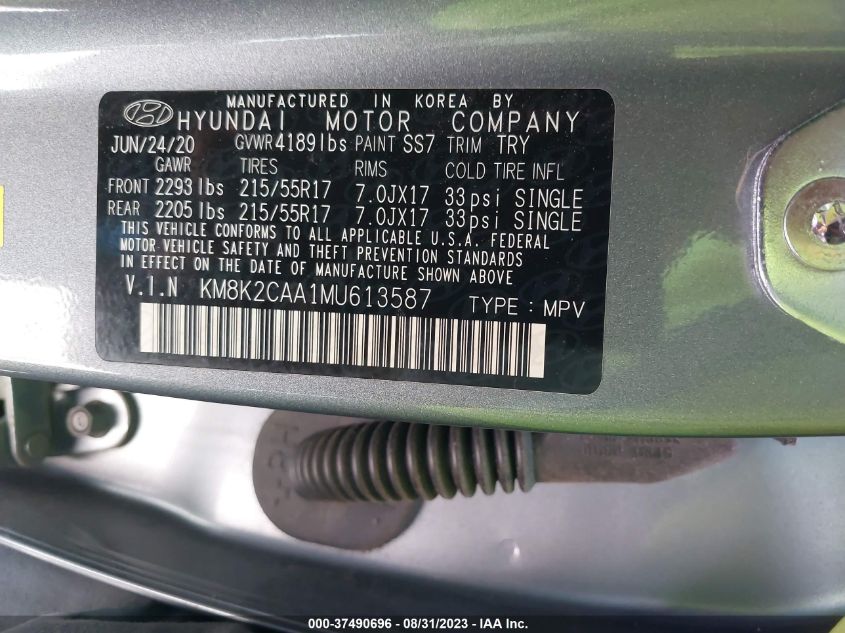 MANUFACTURED IN KOREA BY
HYUNDAI MOTOR COMPANY
JUN/24/20 GVWR 4189lbs PAINT SS7 TRIM TRY
GAWR TIRES RIMS COLD TIRE INFL
FRONT 2293 lbs 215/55R17 7.0JX17 33psi SINGLE
REAR 2205 lbs 215/55R17 7.0JX17 33psi SINGLE
THIS VEHICLE CONFORMS TO ALL APPLICABLE U.S.A. FEDERAL
MOTOR VEHICLE SAFETY AND THEFT PREVENTION STANDARDS
IN EFFECT ON THE DATE OF MANUFACTURE SHOWN ABOVE
V.I.N KM8K2CAA1MU613587 TYPE : MPV
000-37490696 - 08/31/2023 - IAA Inc.